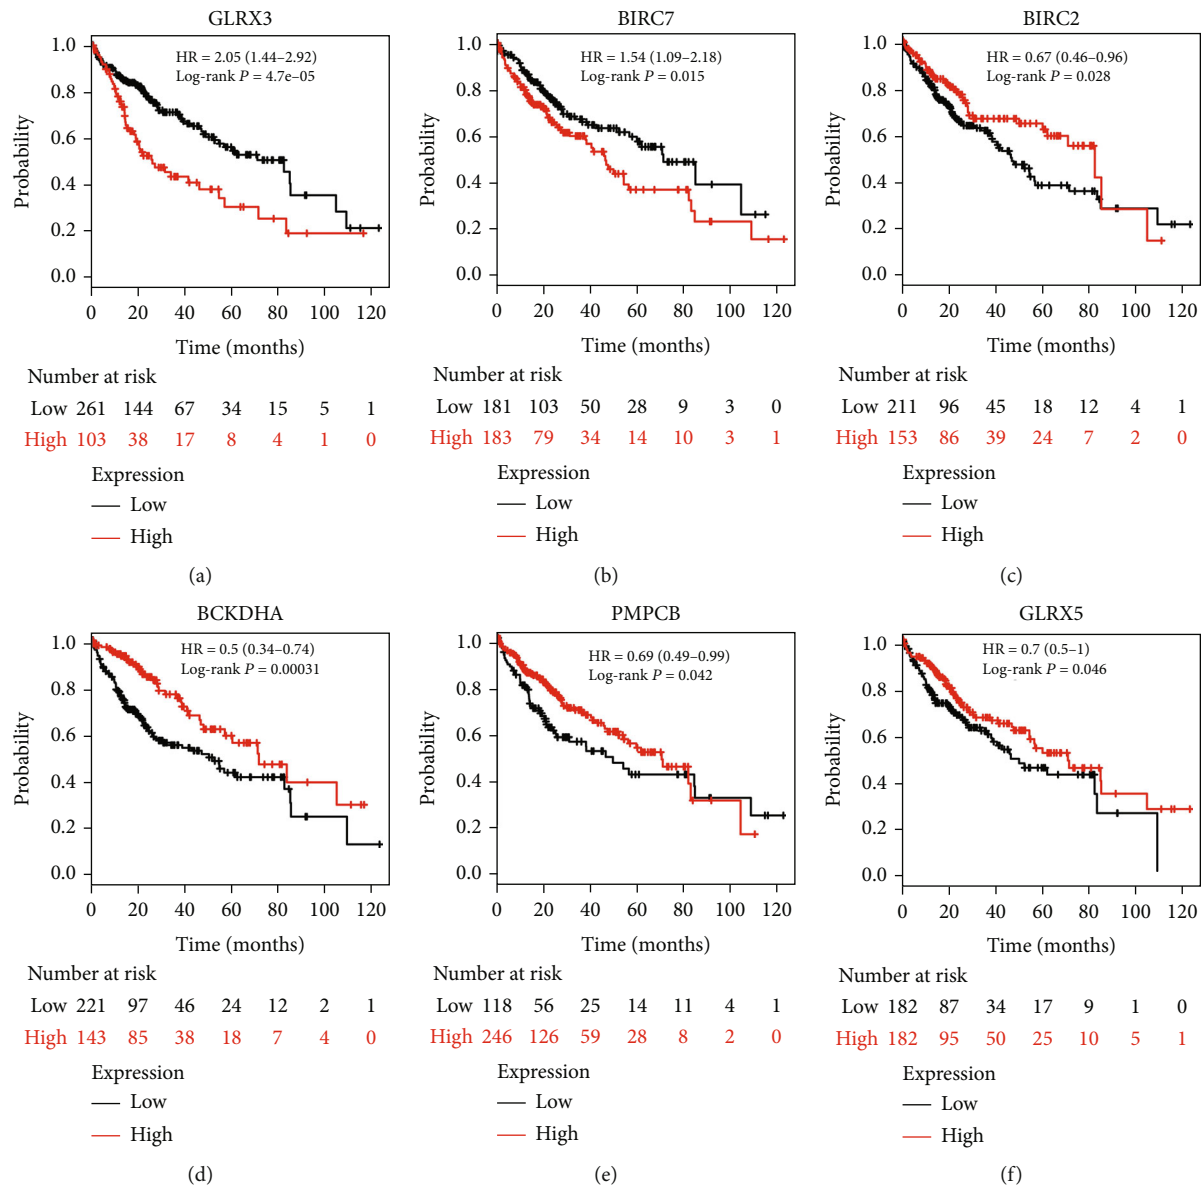 GLRX3
HR = 2.05 (1.44–2.92)
Log-rank P = 4.7e–05
Probability
1.0
0.8
0.6
0.4
0.2
0.0
0 20 40 60 80 100 120
Time (months)
Number at risk
Low 261 144 67 34 15 5 1
High 103 38 17 8 4 1 0
Expression
Low
High
(a)
BIRC7
HR = 1.54 (1.09–2.18)
Log-rank P = 0.015
Probability
1.0
0.8
0.6
0.4
0.2
0.0
0 20 40 60 80 100 120
Time (months)
Number at risk
Low 181 103 50 28 9 3 0
High 183 79 34 14 10 3 1
Expression
Low
High
(b)
BIRC2
HR = 0.67 (0.46–0.96)
Log-rank P = 0.028
Probability
1.0
0.8
0.6
0.4
0.2
0.0
0 20 40 60 80 100 120
Time (months)
Number at risk
Low 211 96 45 18 12 4 1
High 153 86 39 24 7 2 0
Expression
Low
High
(c)
BCKDHA
HR = 0.5 (0.34–0.74)
Log-rank P = 0.00031
Probability
1.0
0.8
0.6
0.4
0.2
0.0
0 20 40 60 80 100 120
Time (months)
Number at risk
Low 221 97 46 24 12 2 1
High 143 85 38 18 7 4 0
Expression
Low
High
(d)
PMPCB
HR = 0.69 (0.49–0.99)
Log-rank P = 0.042
Probability
1.0
0.8
0.6
0.4
0.2
0.0
0 20 40 60 80 100 120
Time (months)
Number at risk
Low 118 56 25 14 11 4 1
High 246 126 59 28 8 2 0
Expression
Low
High
(e)
GLRX5
HR = 0.7 (0.5–1)
Log-rank P = 0.046
Probability
1.0
0.8
0.6
0.4
0.2
0.0
0 20 40 60 80 100 120
Time (months)
Number at risk
Low 182 87 34 17 9 1 0
High 182 95 50 25 10 5 1
Expression
Low
High
(f)